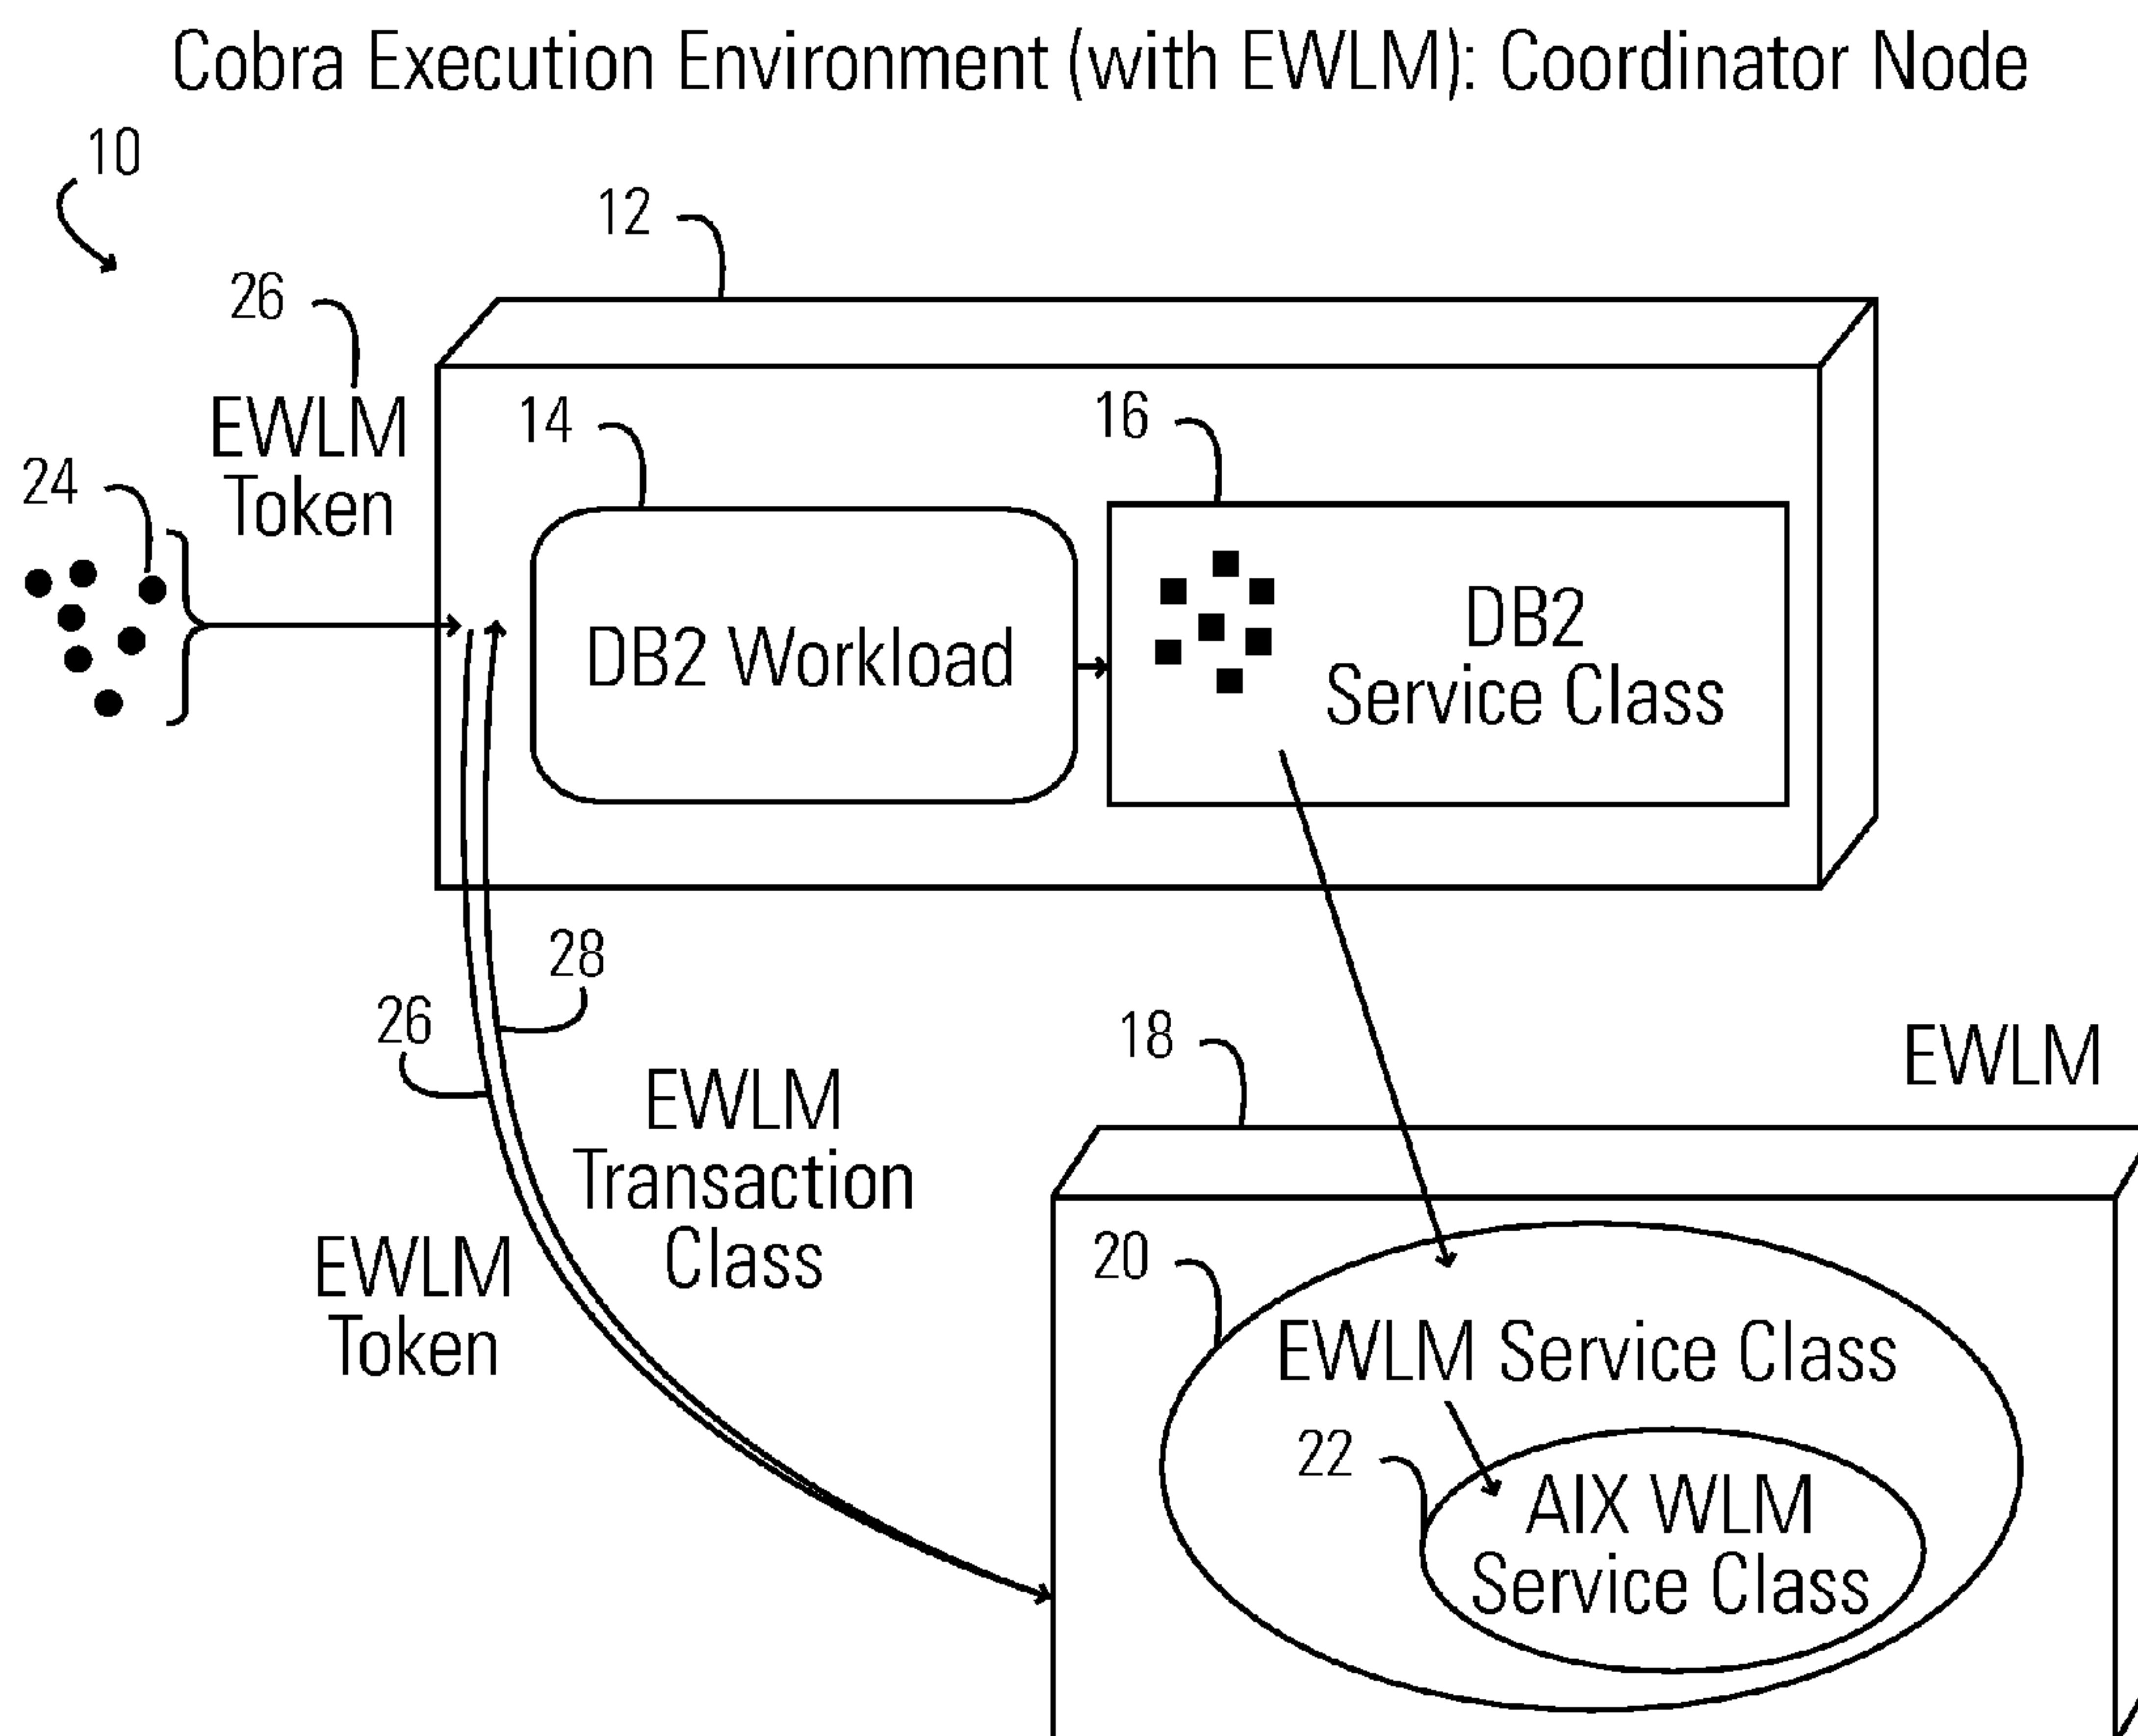 Cobra Execution Environment (with EWLM): Coordinator Node
10
12
26
EWLM
Token
14
16
24
DB2 Workload
DB2
Service Class
28
26
18
EWLM
EWLM
Transaction
Class
EWLM
Token
20
EWLM Service Class
22
AIX WLM
Service Class